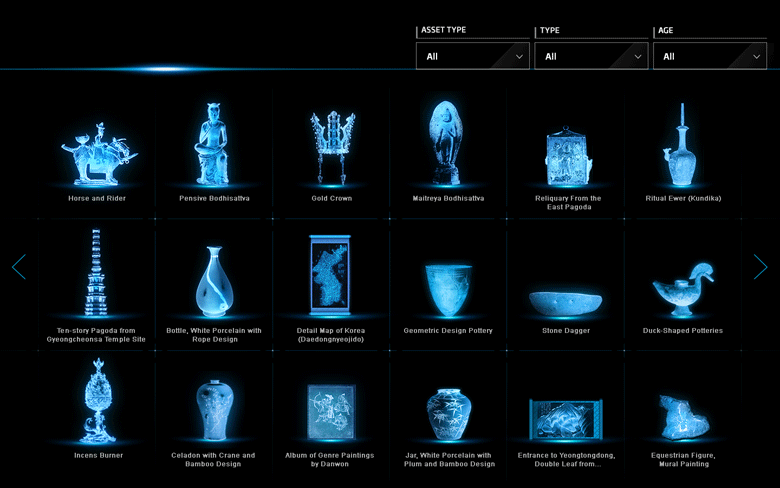 ASSET TYPE
TYPE
AGE
All
All
All
Horse and Rider
Pensive Bodhisattva
Gold Crown
Maitreya Bodhisattva
Reliquary From the
East Pagoda
Ritual Ewer (Kundika)
Ten-story Pagoda from
Gyeongcheonsa Temple Site
Bottle, White Porcelain with
Rope Design
Detail Map of Korea
(Daedongnyeojido)
Geometric Design Pottery
Stone Dagger
Duck-Shaped Potteries
Incens Burner
Celadon with Crane and
Bamboo Design
Album of Genre Paintings
by Danwon
Jar, White Porcelain with
Plum and Bamboo Design
Entrance to Yeongtongdong,
Double Leaf from...
Equestrian Figure,
Mural Painting